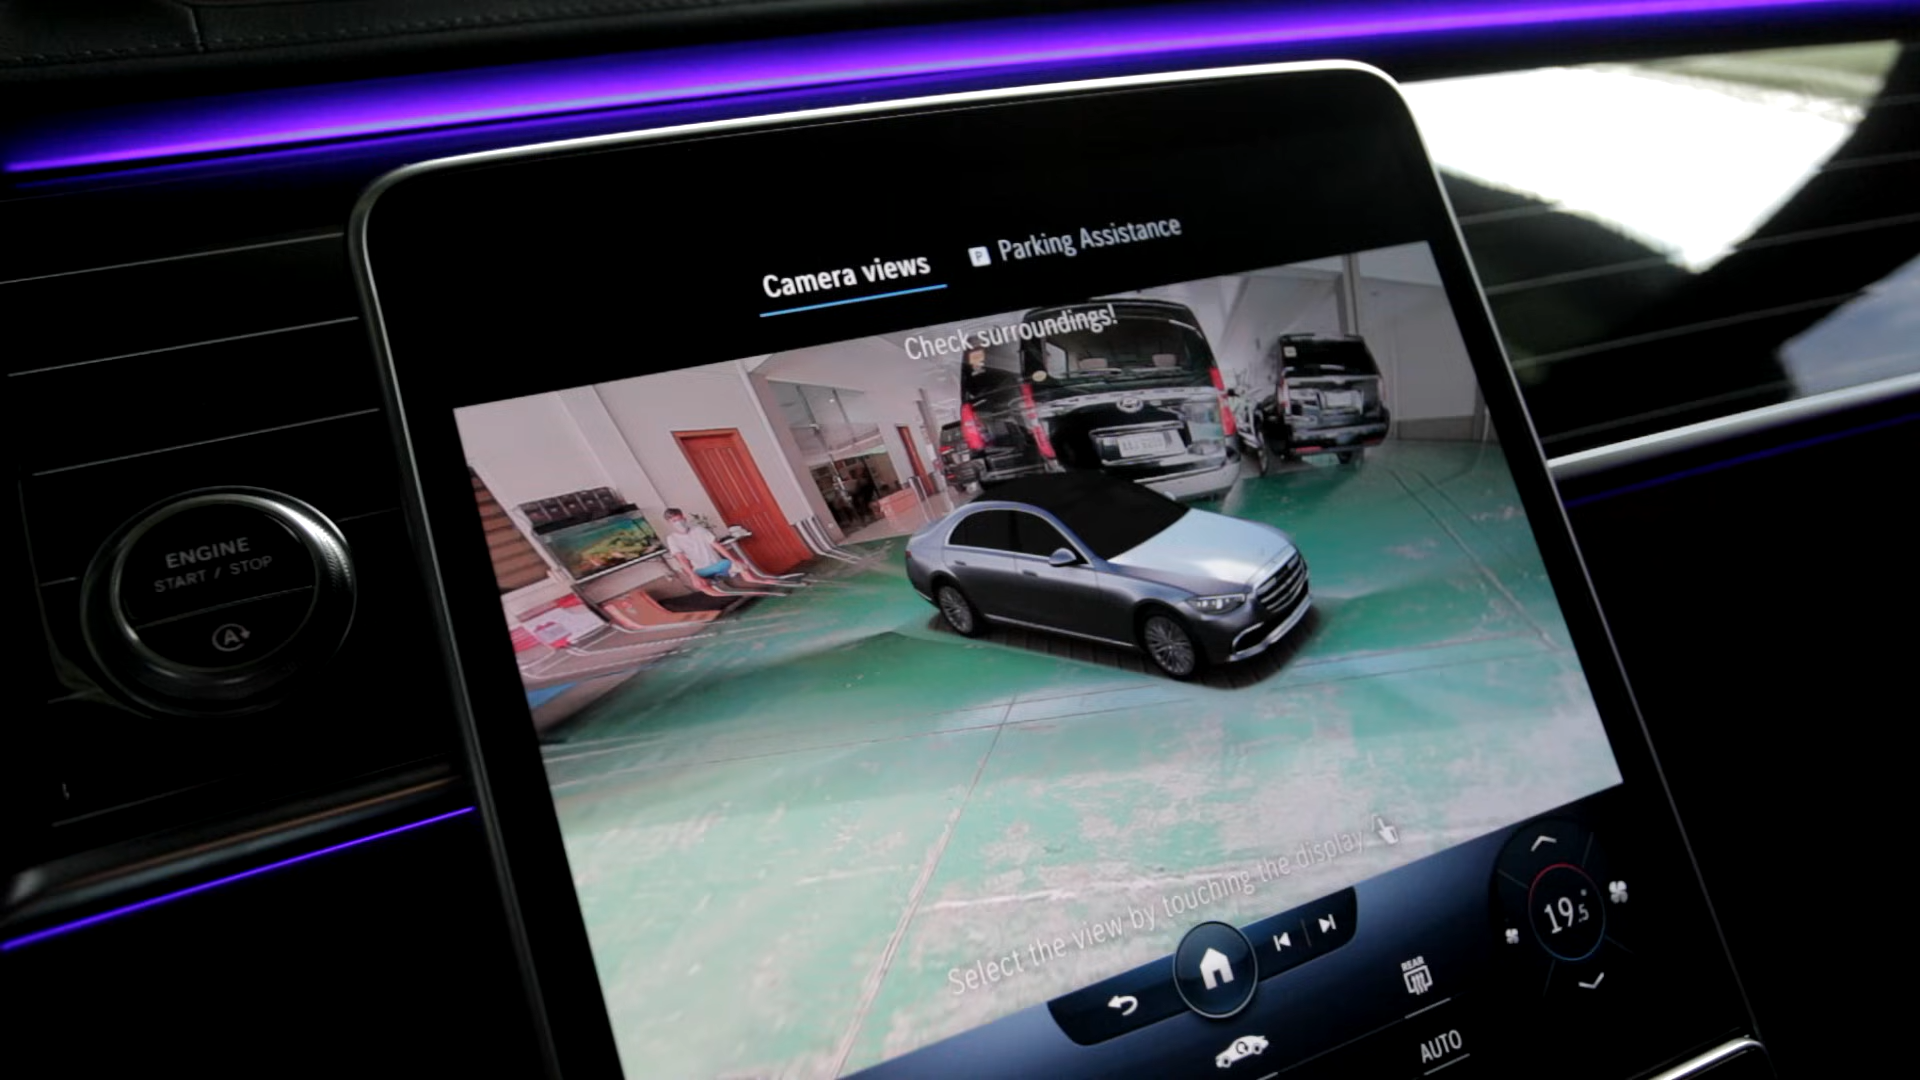 Camera views
P Parking Assistance
Check surroundings!
ENGINE
START / STOP
A
Select the view by touching the display
19.5°
REAR
AUTO